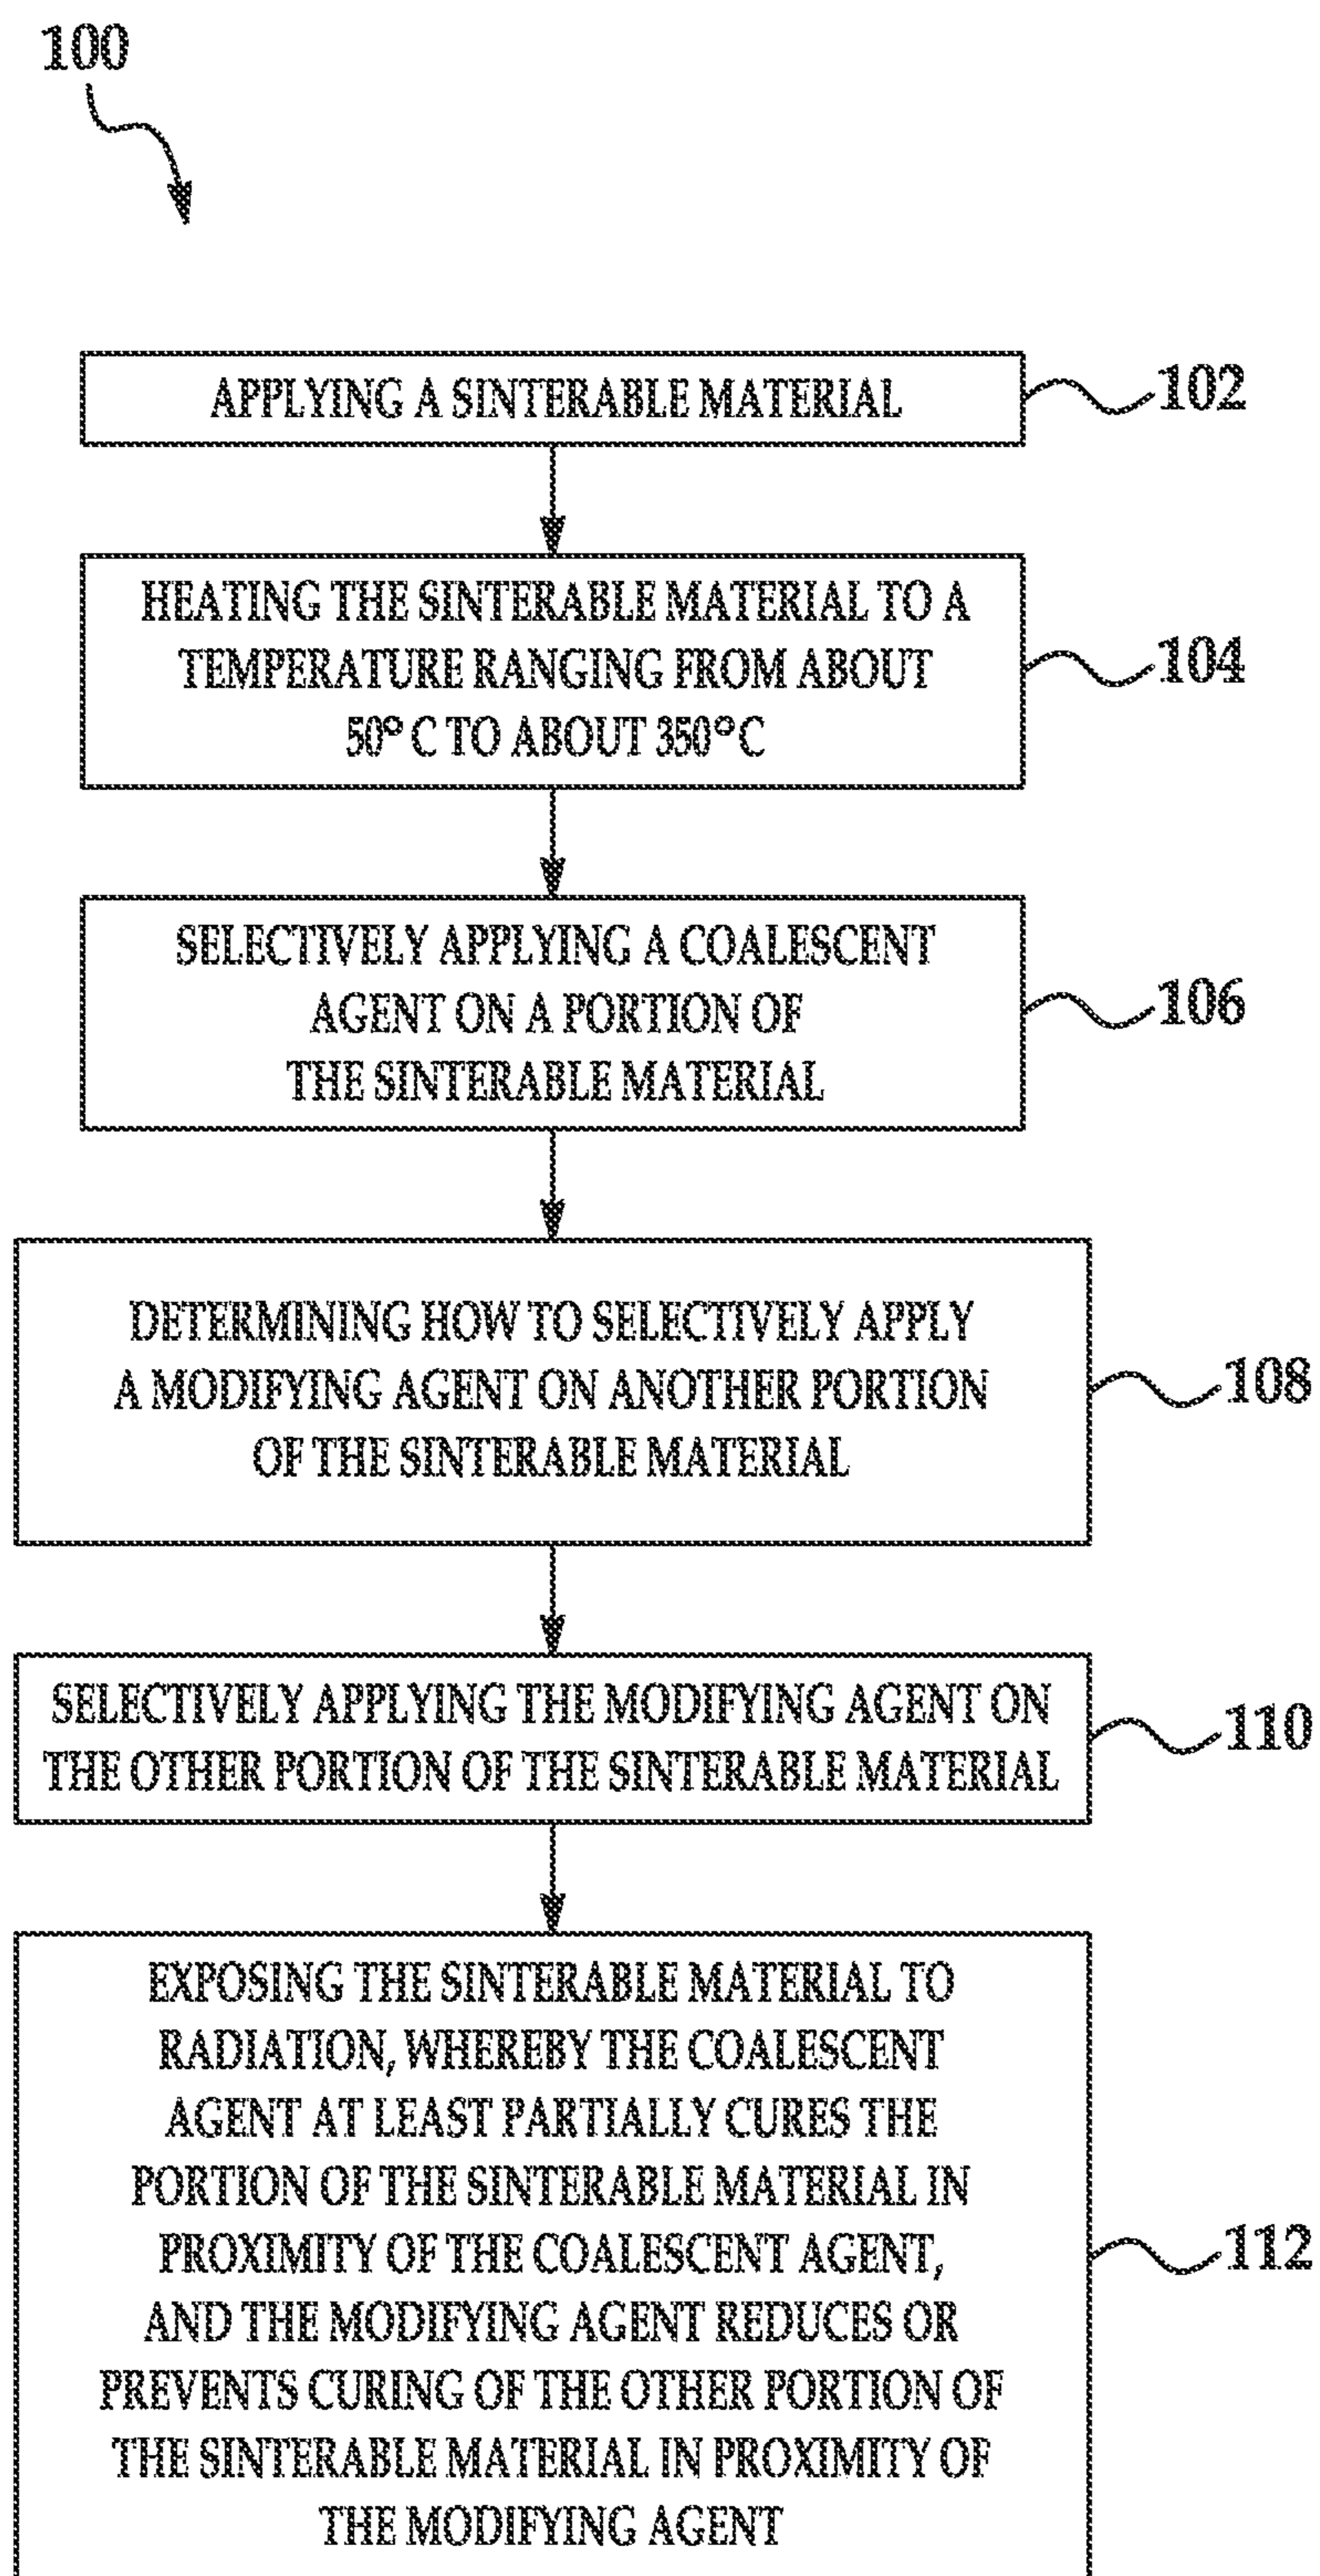 100
APPLYING A SINTERABLE MATERIAL
102
HEATING THE SINTERABLE MATERIAL TO A
TEMPERATURE RANGING FROM ABOUT
50° C TO ABOUT 350°C
104
SELECTIVELY APPLYING A COALESCENT
AGENT ON A PORTION OF
THE SINTERABLE MATERIAL
106
DETERMINING HOW TO SELECTIVELY APPLY
A MODIFYING AGENT ON ANOTHER PORTION
OF THE SINTERABLE MATERIAL
108
SELECTIVELY APPLYING THE MODIFYING AGENT ON
THE OTHER PORTION OF THE SINTERABLE MATERIAL
110
EXPOSING THE SINTERABLE MATERIAL TO
RADIATION, WHEREBY THE COALESCENT
AGENT AT LEAST PARTIALLY CURES THE
PORTION OF THE SINTERABLE MATERIAL IN
PROXIMITY OF THE COALESCENT AGENT,
AND THE MODIFYING AGENT REDUCES OR
PREVENTS CURING OF THE OTHER PORTION OF
THE SINTERABLE MATERIAL IN PROXIMITY OF
THE MODIFYING AGENT
112